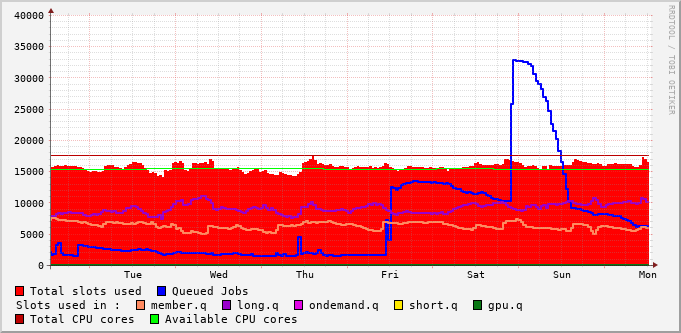 RRDTOOL / TOBI OETIKER
40000
35000
30000
25000
20000
15000
10000
5000
0
Tue Wed Thu Fri Sat Sun Mon
Total slots used Queued Jobs
Slots used in : member.q long.q ondemand.q short.q gpu.q
Total CPU cores Available CPU cores